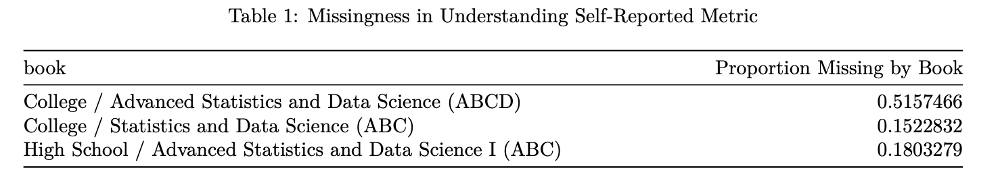 Table 1: Missingness in Understanding Self-Reported Metric
book Proportion Missing by Book
College / Advanced Statistics and Data Science (ABCD) 0.5157466
College / Statistics and Data Science (ABC) 0.1522832
High School / Advanced Statistics and Data Science I (ABC) 0.1803279